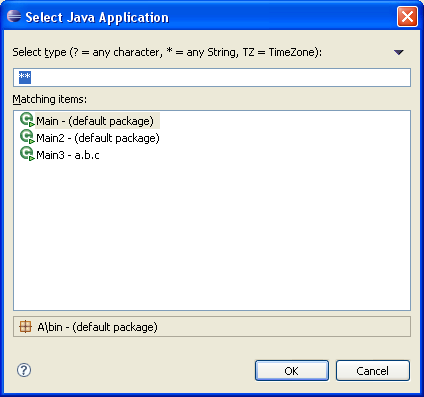 Select Java Application
Select type (? = any character, * = any String, TZ = TimeZone):
**
Matching items:
Main - (default package)
Main2 - (default package)
Main3 - a.b.c
A\bin - (default package)
OK
Cancel